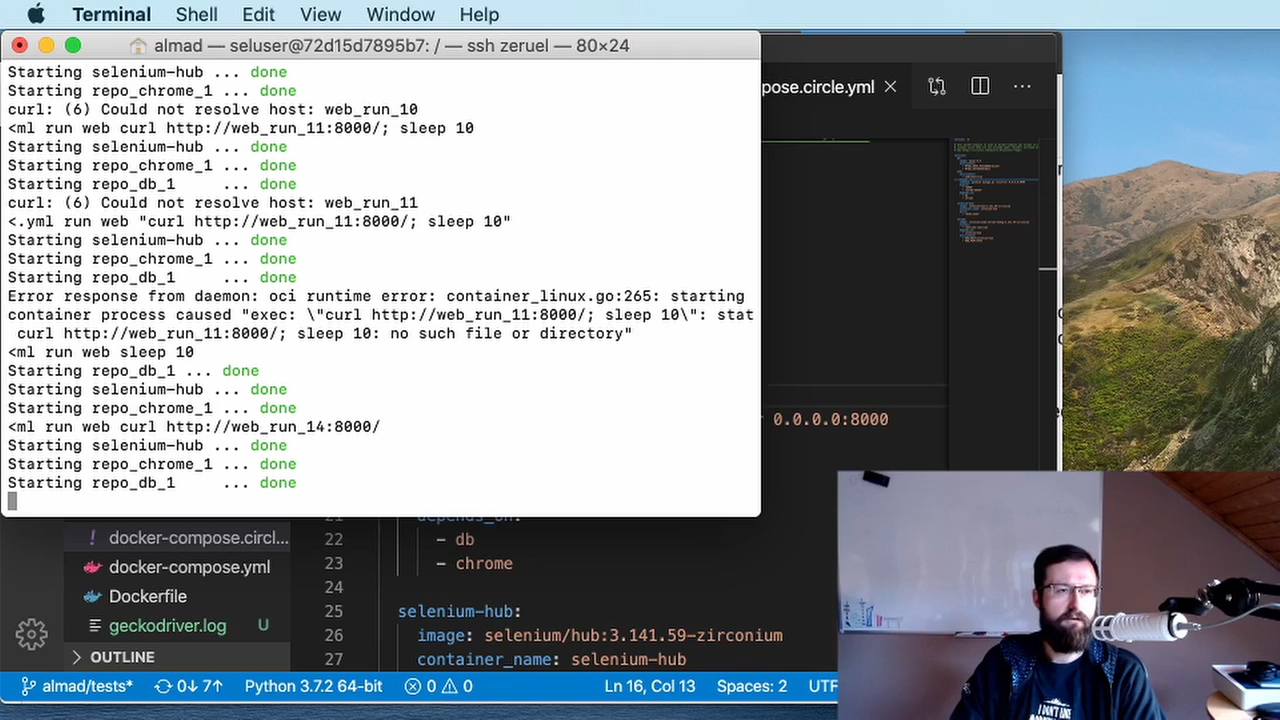 Terminal Shell Edit View Window Help
almad — seluser@72d15d7895b7: / — ssh zeruel — 80×24
Starting selenium-hub ... done
Starting repo_chrome_1 ... done
curl: (6) Could not resolve host: web_run_10
<ml run web curl http://web_run_11:8000/; sleep 10
Starting selenium-hub ... done
Starting repo_chrome_1 ... done
Starting repo_db_1 ... done
curl: (6) Could not resolve host: web_run_11
<.yml run web "curl http://web_run_11:8000/; sleep 10"
Starting selenium-hub ... done
Starting repo_chrome_1 ... done
Starting repo_db_1 ... done
Error response from daemon: oci runtime error: container_linux.go:265: starting
container process caused "exec: \"curl http://web_run_11:8000/; sleep 10\": stat
curl http://web_run_11:8000/; sleep 10: no such file or directory"
<ml run web sleep 10
Starting repo_db_1 ... done
Starting selenium-hub ... done
Starting repo_chrome_1 ... done
<ml run web curl http://web_run_14:8000/
Starting selenium-hub ... done
Starting repo_chrome_1 ... done
Starting repo_db_1 ... done
pose.circle.yml
0.0.0.0:8000
depends_on:
22 - db
23 - chrome
24
25 selenium-hub:
26 image: selenium/hub:3.141.59-zirconium
27 container_name: selenium-hub
! docker-compose.circl...
docker-compose.yml
Dockerfile
geckodriver.log U
OUTLINE
almad/tests* 0↓ 7↑ Python 3.7.2 64-bit 0 0 Ln 16, Col 13 Spaces: 2 UTF
I DON'T LIKE